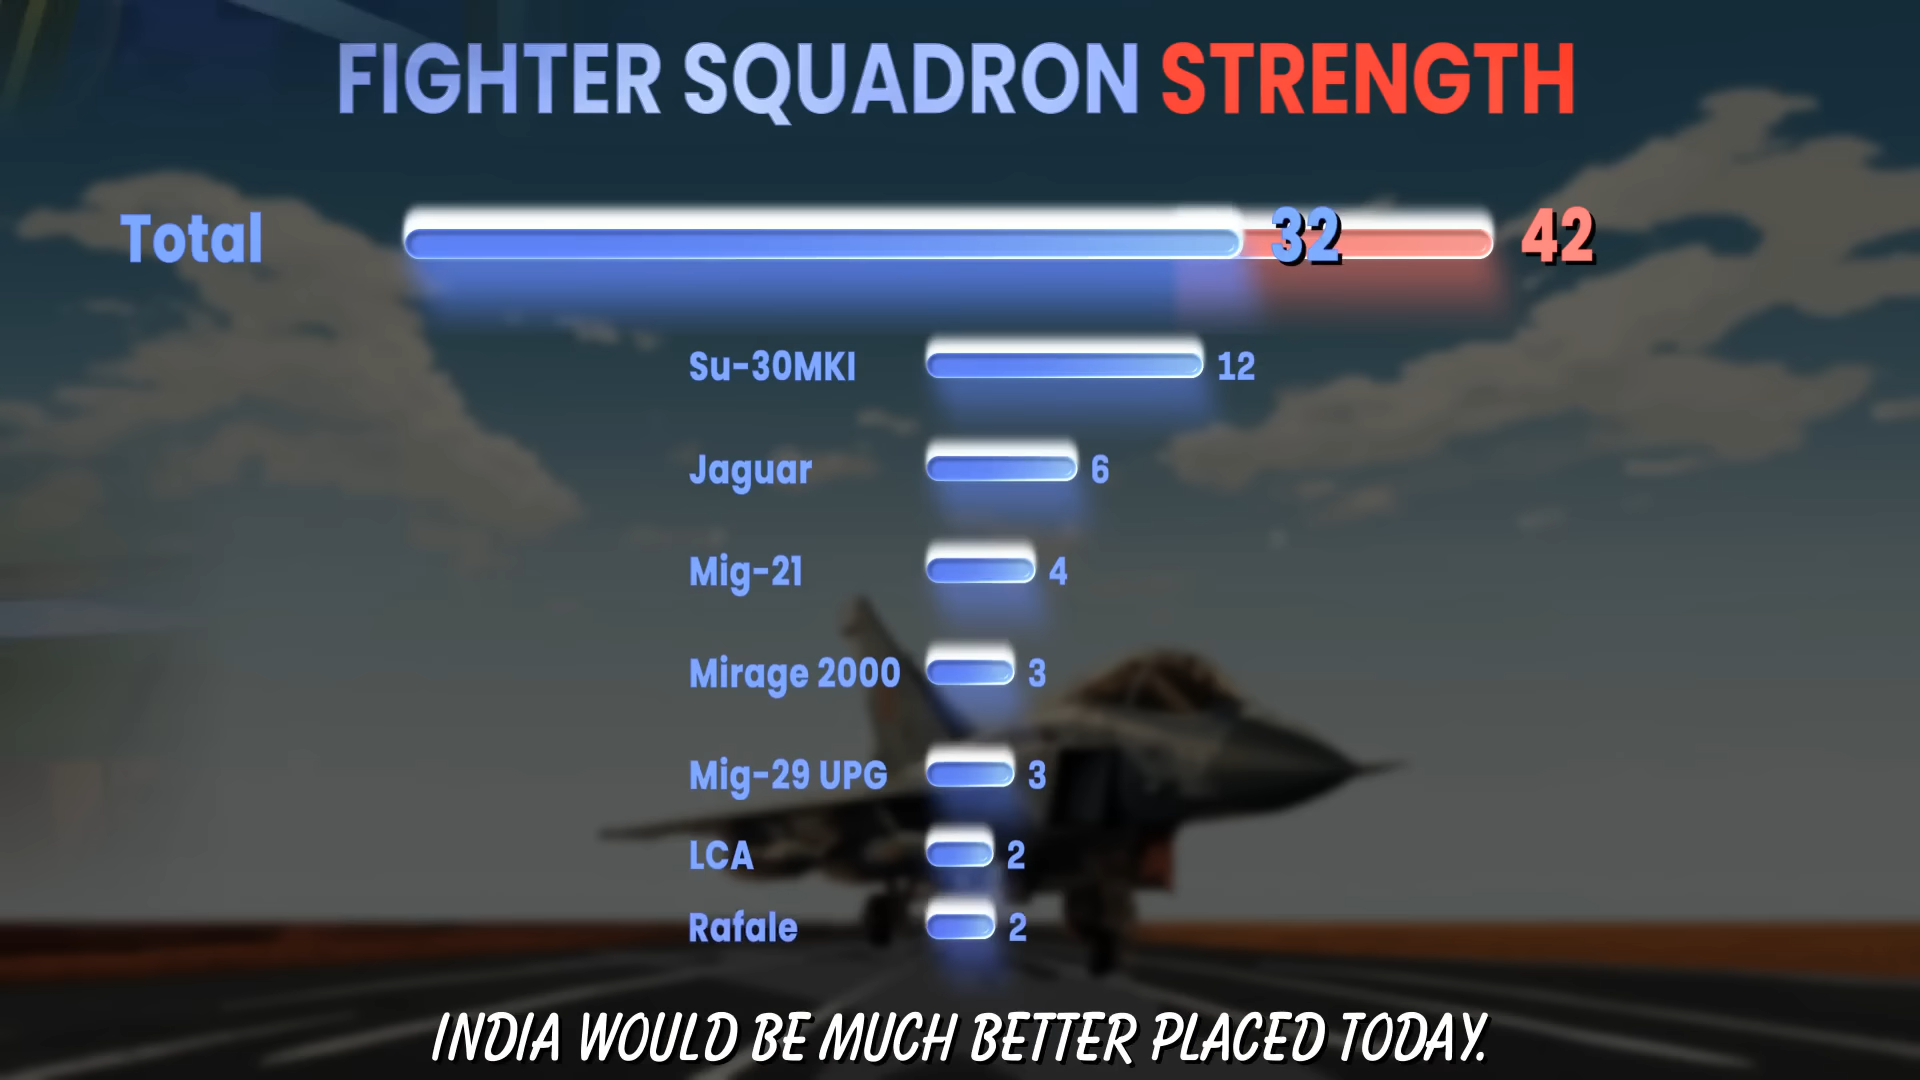 FIGHTER SQUADRON STRENGTH
Total 32 42
Su-30MKI 12
Jaguar 6
Mig-21 4
Mirage 2000 3
Mig-29 UPG 3
LCA 2
Rafale 2
INDIA WOULD BE MUCH BETTER PLACED TODAY.